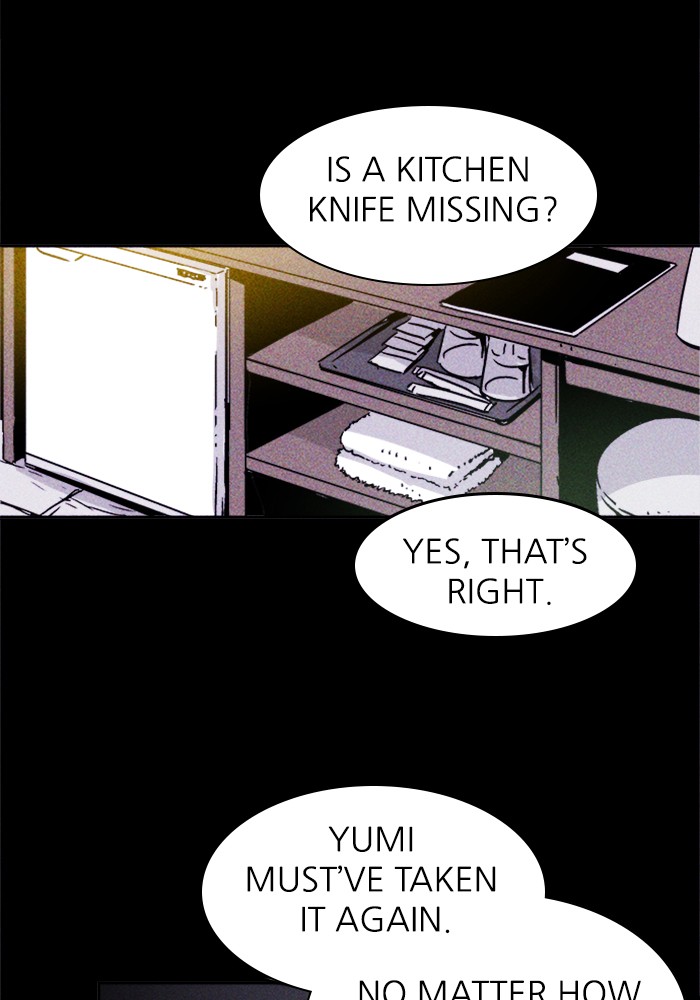 IS A KITCHEN
KNIFE MISSING?
YES, THAT'S
RIGHT.
YUMI
MUST'VE TAKEN
IT AGAIN.
NO MATTER HOW